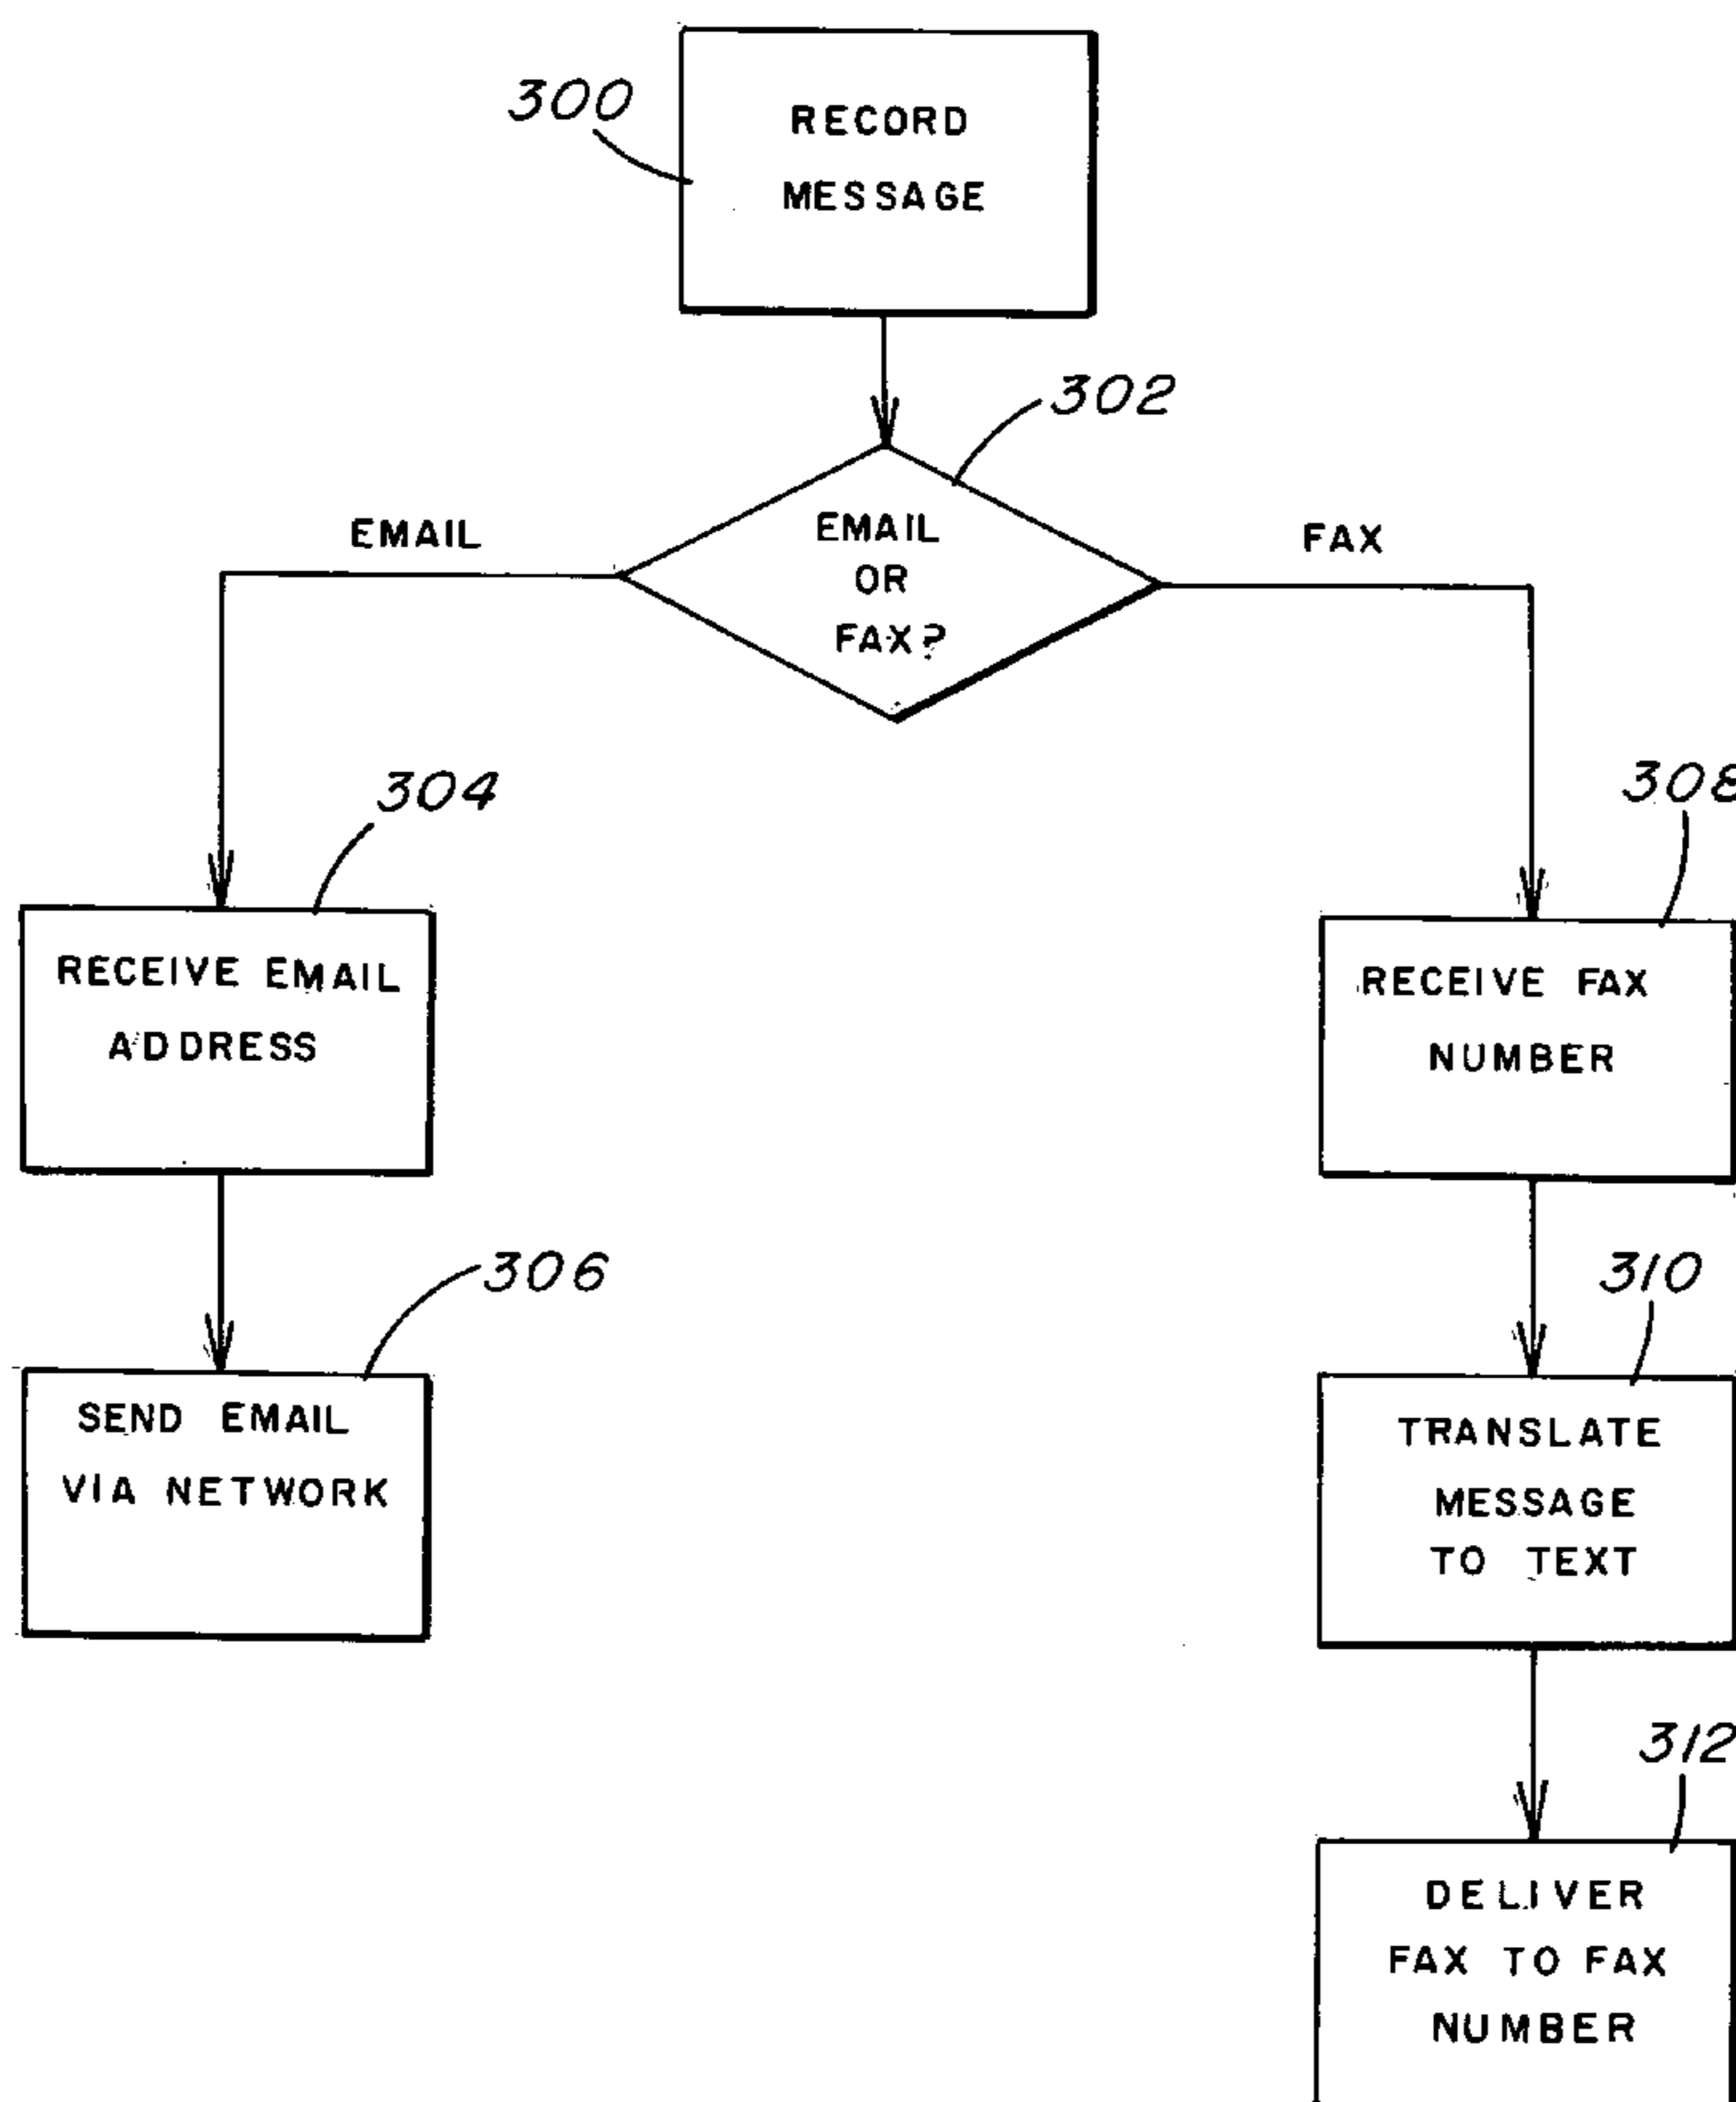 300
RECORD
MESSAGE
302
EMAIL
EMAIL
OR
FAX?
FAX
304
RECEIVE EMAIL
ADDRESS
306
SEND EMAIL
VIA NETWORK
308
RECEIVE FAX
NUMBER
310
TRANSLATE
MESSAGE
TO TEXT
312
DELIVER
FAX TO FAX
NUMBER